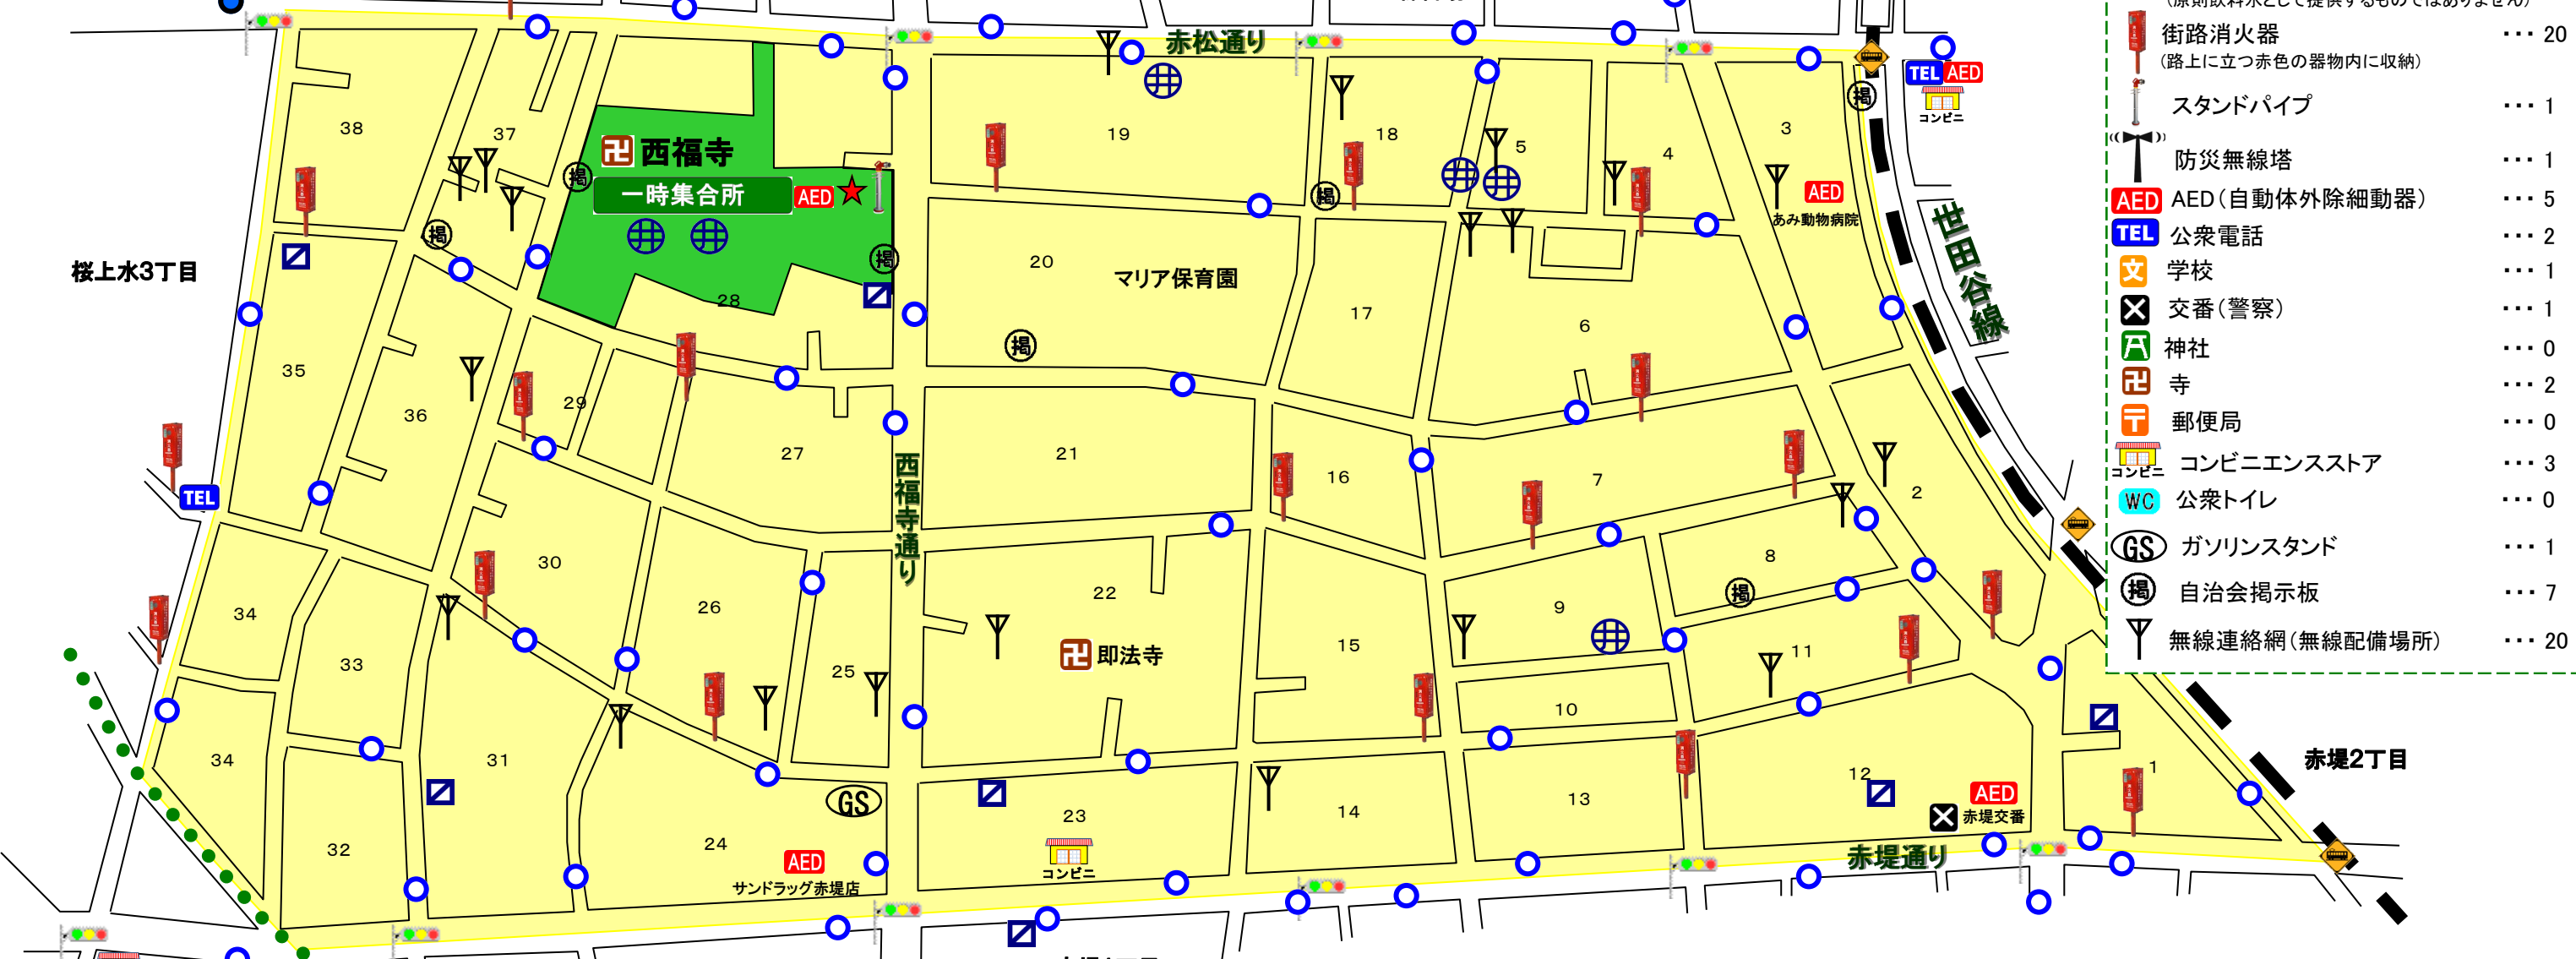 赤松通り
TEL
AED
コンビニ
掲
38
37
卍 西福寺
一時集合所
AED
掲
19
18
5
4
3
AED
あみ動物病院
掲
掲
掲
桜上水3丁目
28
20
マリア保育園
掲
17
6
世田谷線
35
36
29
27
21
16
7
2
TEL
西福寺通り
30
26
25
22
卍 即法寺
15
9
8
掲
11
10
34
33
34
31
32
GS
24
AED
サンドラッグ赤堤店
23
コンビニ
14
13
12
AED
赤堤交番
1
赤堤2丁目
赤堤通り
(原則飲料水として提供するものではありません)
街路消火器 ・・・ 20
(路上に立つ赤色の器物内に収納)
スタンドパイプ ・・・ 1
防災無線塔 ・・・ 1
AED AED(自動体外除細動器) ・・・ 5
TEL 公衆電話 ・・・ 2
文 学校 ・・・ 1
交番(警察) ・・・ 1
神社 ・・・ 0
卍 寺 ・・・ 2
〒 郵便局 ・・・ 0
コンビニ コンビニエンスストア ・・・ 3
WC 公衆トイレ ・・・ 0
GS ガソリンスタンド ・・・ 1
掲 自治会掲示板 ・・・ 7
無線連絡網(無線配備場所) ・・・ 20